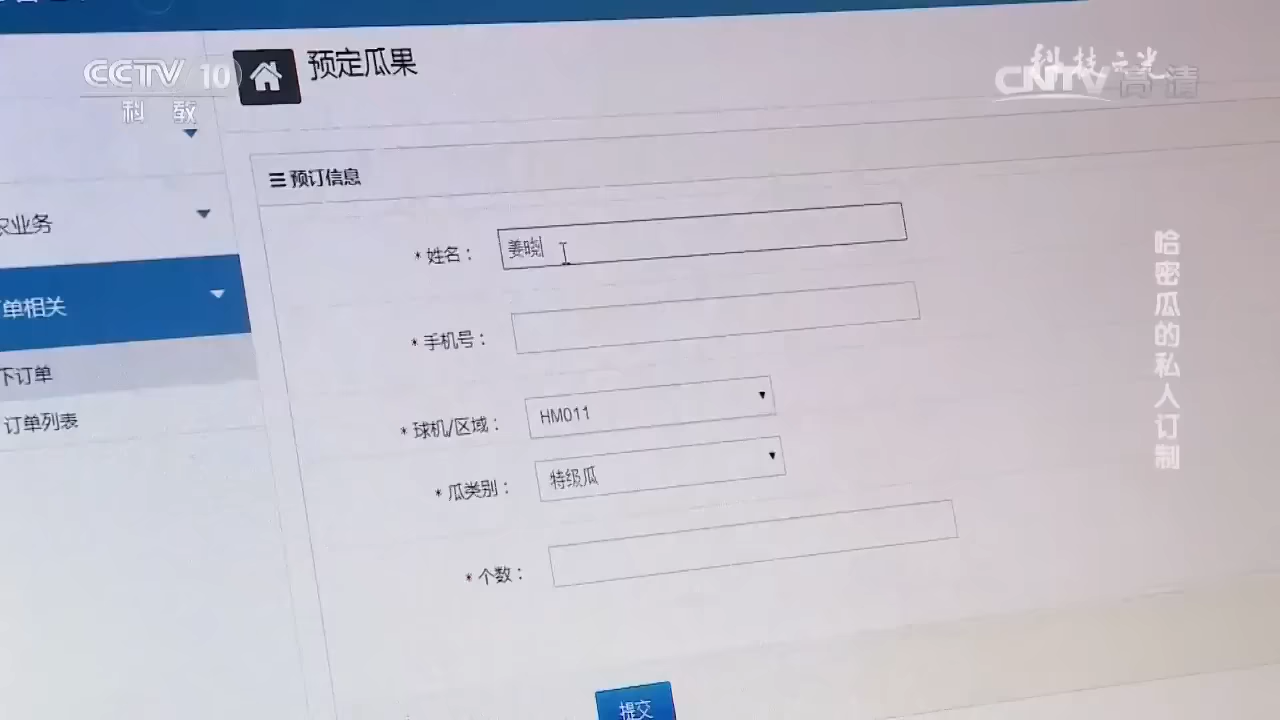 CCTV 10
科教
预定瓜果
科技之光
CNTV 高清
预订信息
农业务
单相关
下订单
订单列表
* 姓名：
姜晓
* 手机号：
* 球机/区域：
HM011
* 瓜类别：
特级瓜
* 个数：
提交
哈密瓜的私人订制